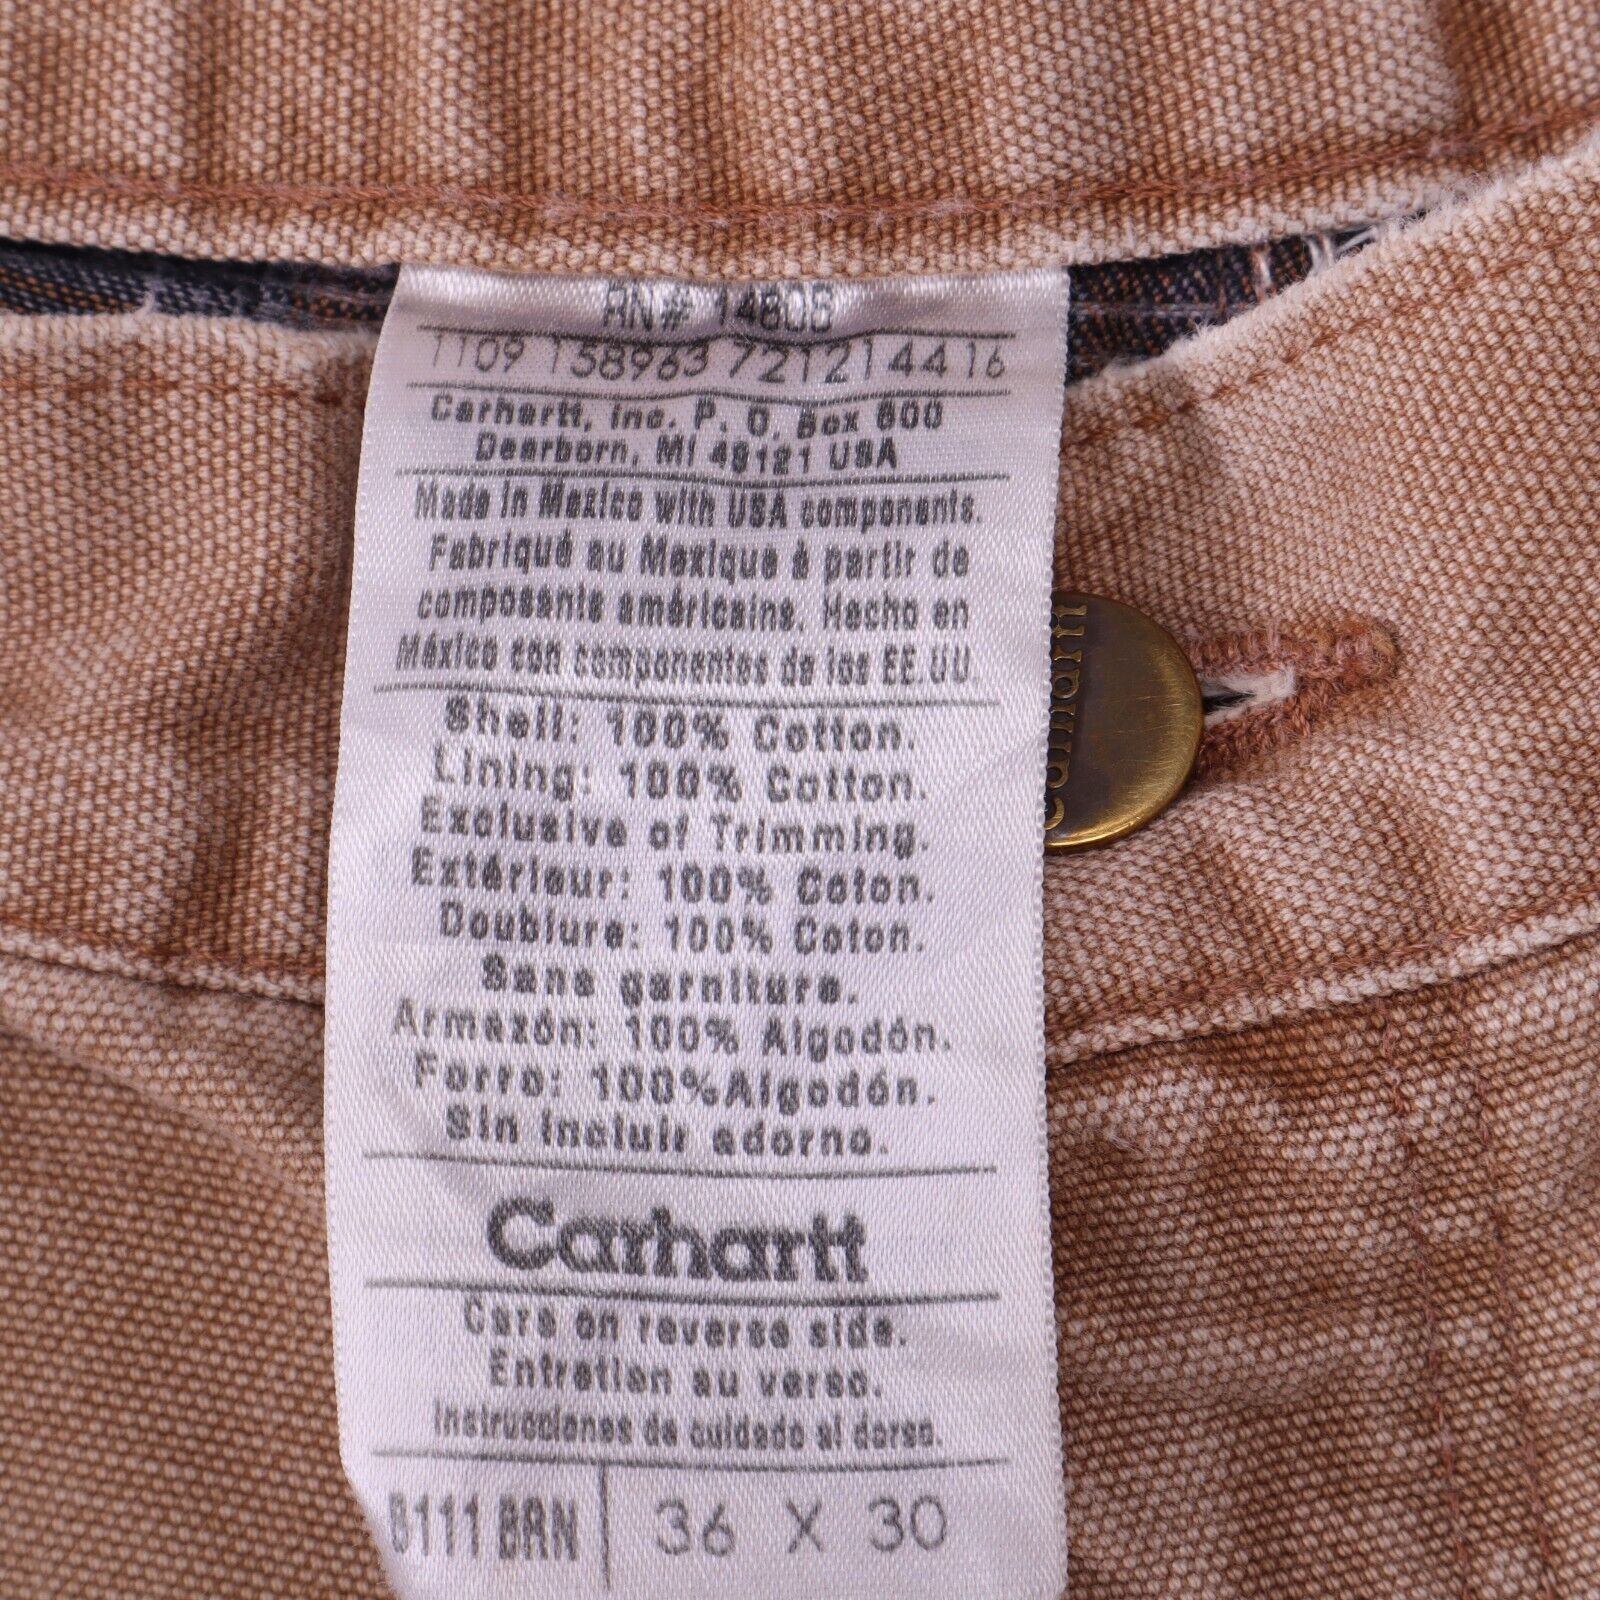 RN# 14806
1109 158963 7212144 16
Carhartt, Inc. P. O. Box 600
Dearborn, MI 48121 USA
Made in Mexico with USA components.
Fabriqué au Mexique à partir de
composants américains. Hecho en
México con componentes de los EE.UU.
Shell: 100% Cotton.
Lining: 100% Cotton.
Exclusive of Trimming.
Extérieur: 100% Coton.
Doublure: 100% Coton.
Sans garniture.
Armazón: 100% Algodón.
Forro: 100% Algodón.
Sin incluir adorno.
Carhartt
Care on reverse side.
Entretien au verso.
Instrucciones de cuidado al dorso.
B111 BRN 36 X 30
carhartt